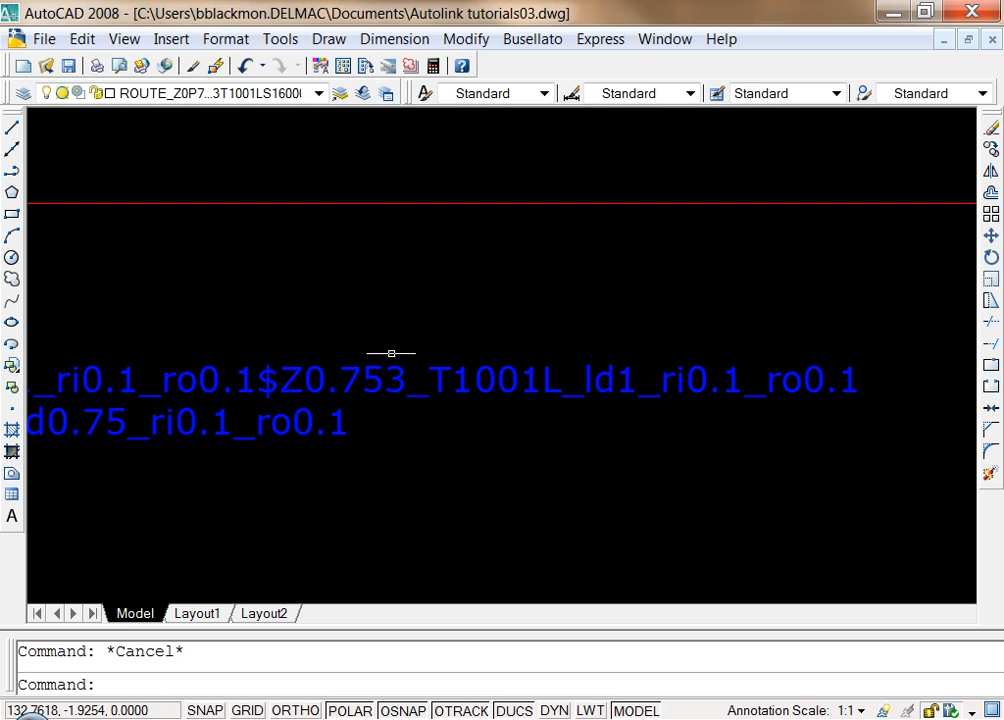 AutoCAD 2008 - [C:\Users\bblackmon.DELMAC\Documents\Autolink tutorials03.dwg]
File Edit View Insert Format Tools Draw Dimension Modify Busellato Express Window Help
ROUTE_Z0P7...3T1001LS1600( Standard Standard Standard Standard
_ri0.1_ro0.1$Z0.753_T1001L_ld1_ri0.1_ro0.1
d0.75_ri0.1_ro0.1
A
Model Layout1 Layout2
Command: *Cancel*
Command:
132.7618, -1.9254, 0.0000 SNAP GRID ORTHO POLAR OSNAP OTRACK DUCS DYN LWT MODEL Annotation Scale: 1:1